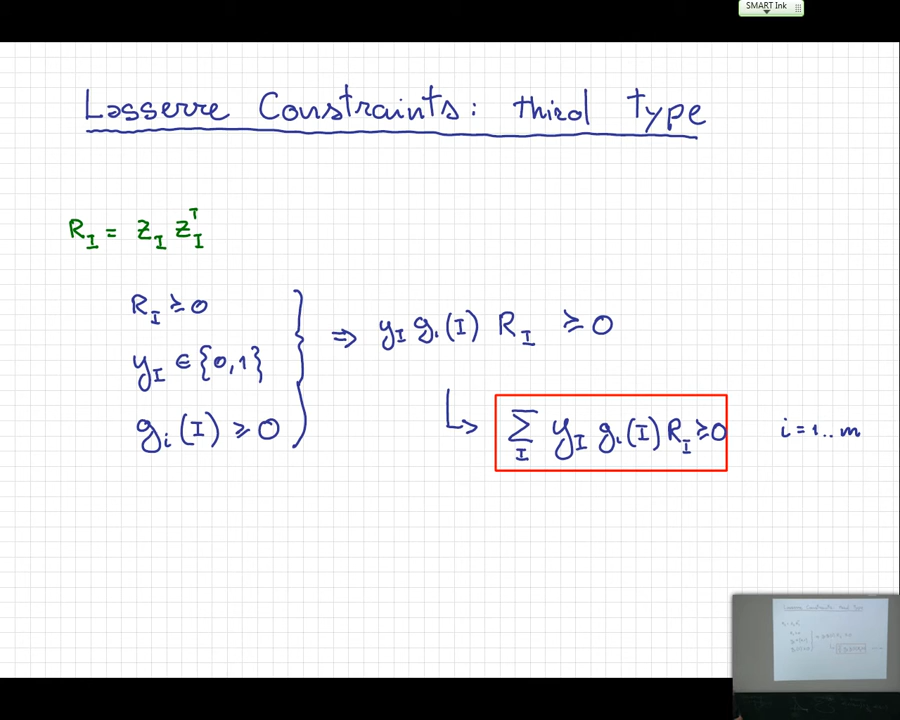 SMART Ink
Lasserre Constraints: third type
R_I = Z_I Z_I^T
R_I ≽ 0
y_I ∈ {0,1}
g_i(I) ≥ 0
⇒ y_I g_i(I) R_I ≽ 0
↳ ∑_I y_I g_i(I) R_I ≽ 0 i=1..m